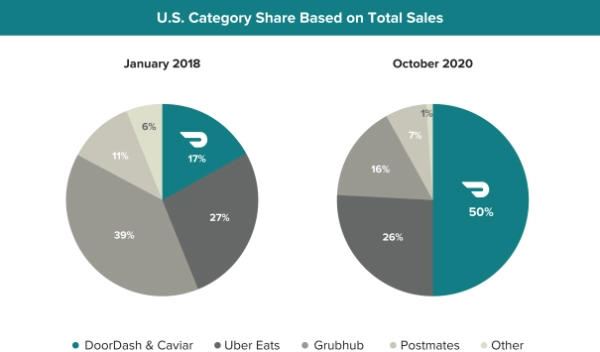 U.S. Category Share Based on Total Sales
January 2018
October 2020
6%
17%
11%
27%
39%
1%
7%
16%
50%
26%
DoorDash & Caviar
Uber Eats
Grubhub
Postmates
Other